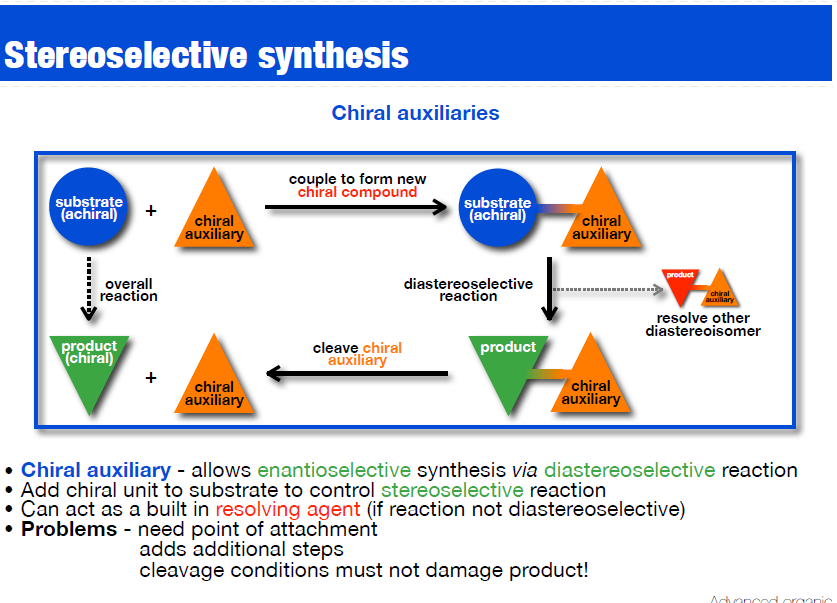 Stereoselective synthesis
Chiral auxiliaries
substrate
(achiral)
+
chiral
auxiliary
couple to form new
chiral compound
substrate
(achiral)
chiral
auxiliary
overall
reaction
diastereoselective
reaction
product
chiral
auxiliary
resolve other
diastereoisomer
product
(chiral)
+
chiral
auxiliary
cleave chiral
auxiliary
product
chiral
auxiliary
• Chiral auxiliary - allows enantioselective synthesis via diastereoselective reaction
• Add chiral unit to substrate to control stereoselective reaction
• Can act as a built in resolving agent (if reaction not diastereoselective)
• Problems - need point of attachment
adds additional steps
cleavage conditions must not damage product!
Advanced organic